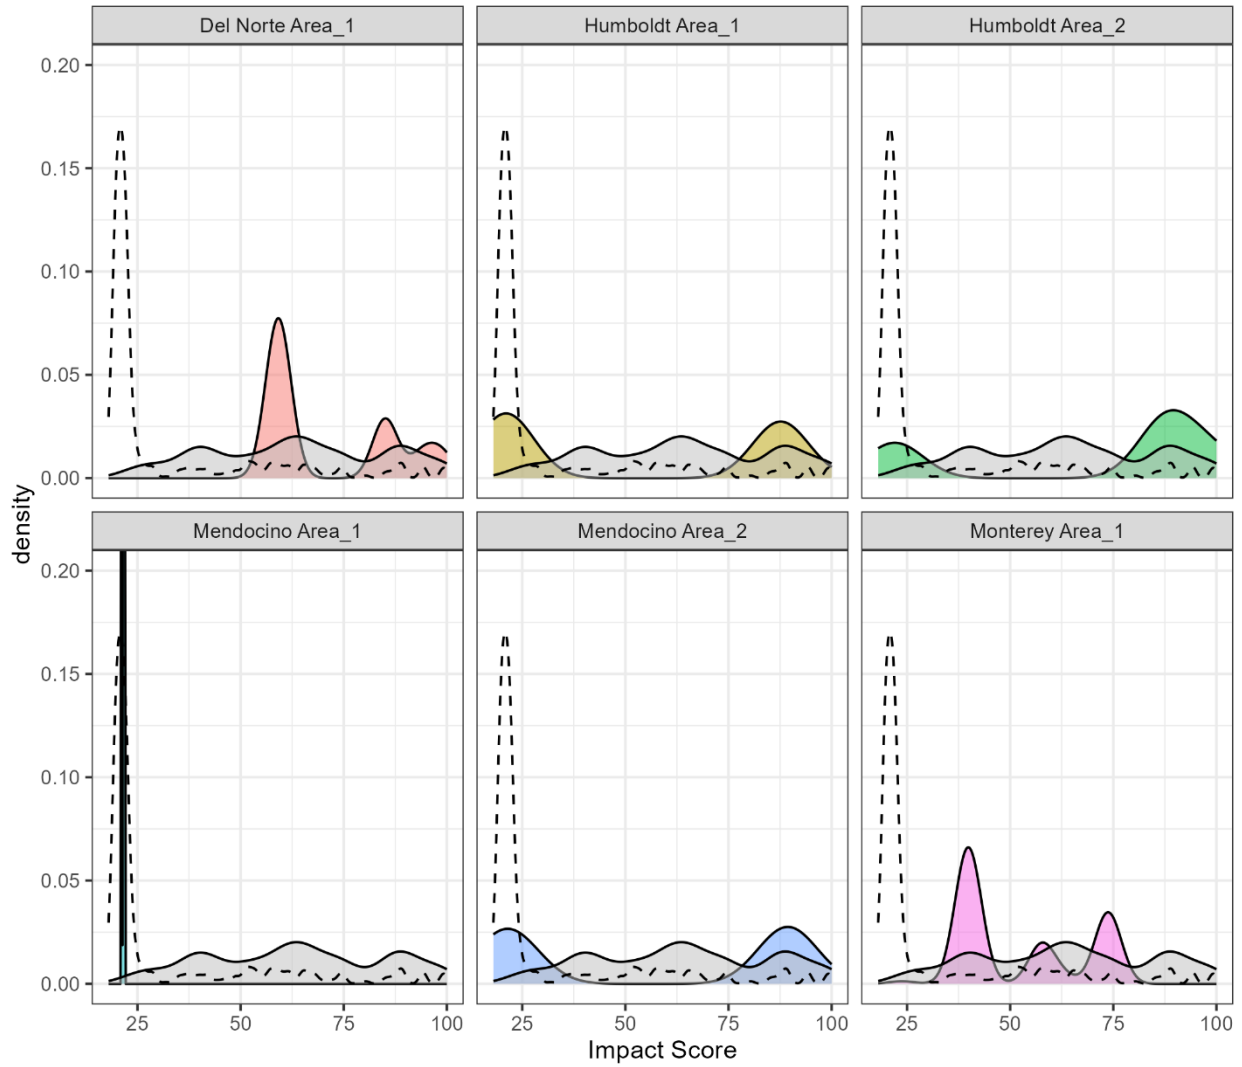 Del Norte Area_1 Humboldt Area_1 Humboldt Area_2
0.20
0.15
0.10
0.05
0.00
density
Mendocino Area_1 Mendocino Area_2 Monterey Area_1
0.20
0.15
0.10
0.05
0.00
25 50 75 100 25 50 75 100 25 50 75 100
Impact Score